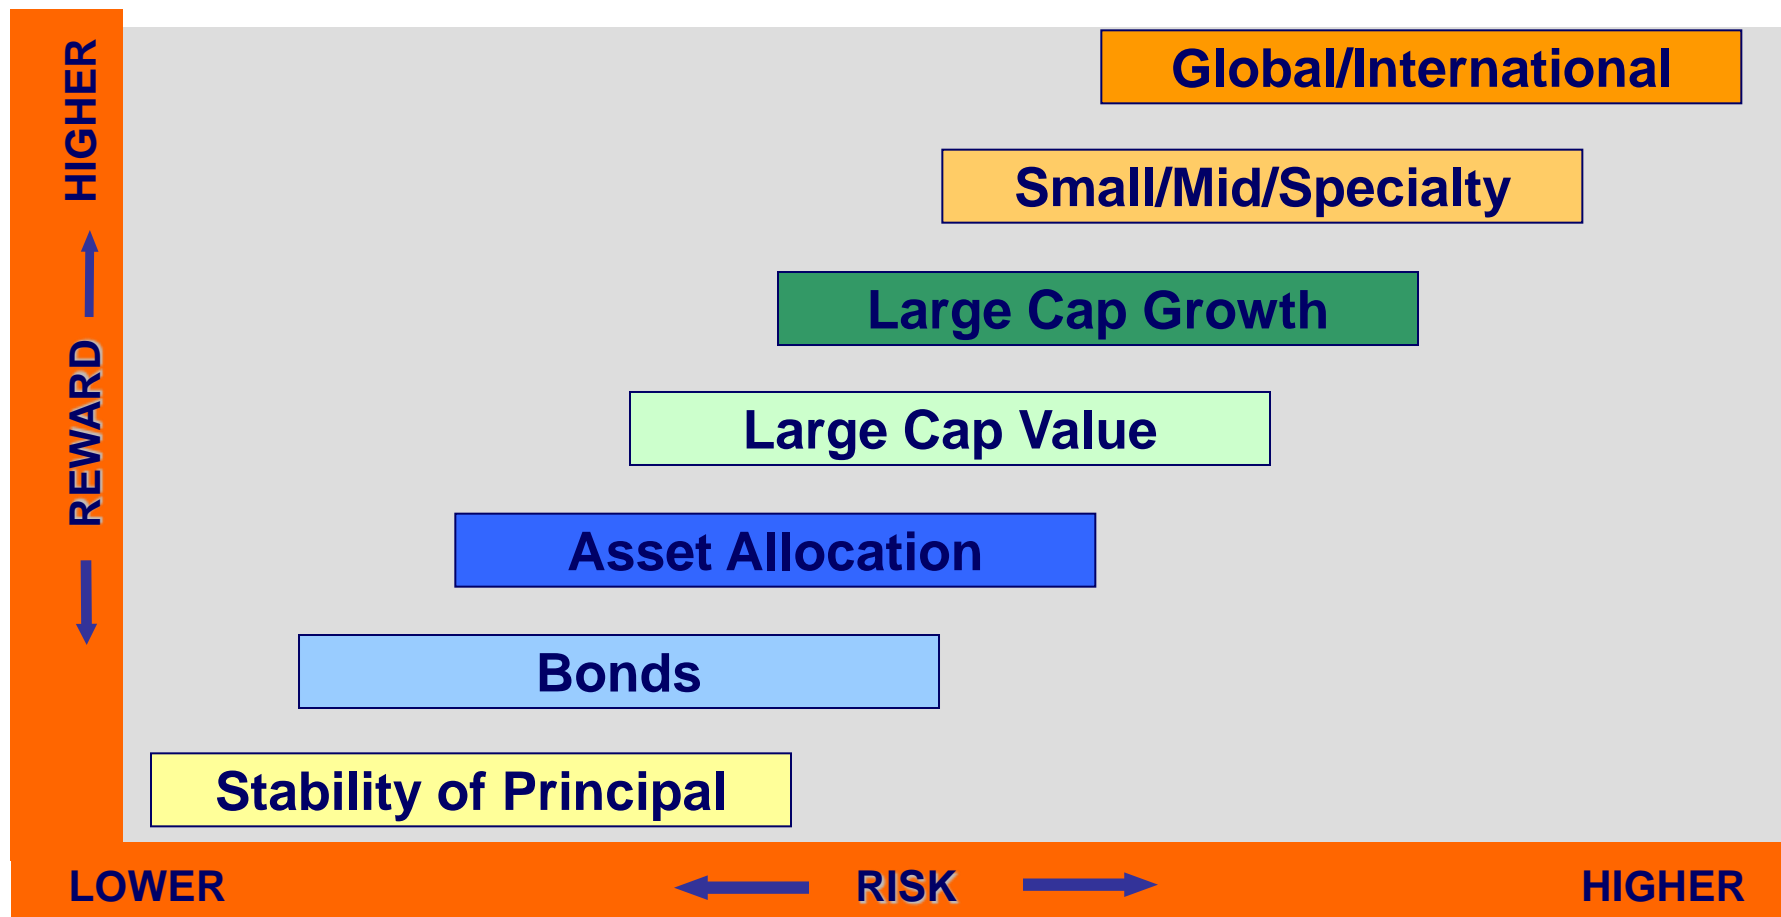 HIGHER
Global/International
Small/Mid/Specialty
Large Cap Growth
REWARD
Large Cap Value
Asset Allocation
Bonds
Stability of Principal
LOWER
RISK
HIGHER